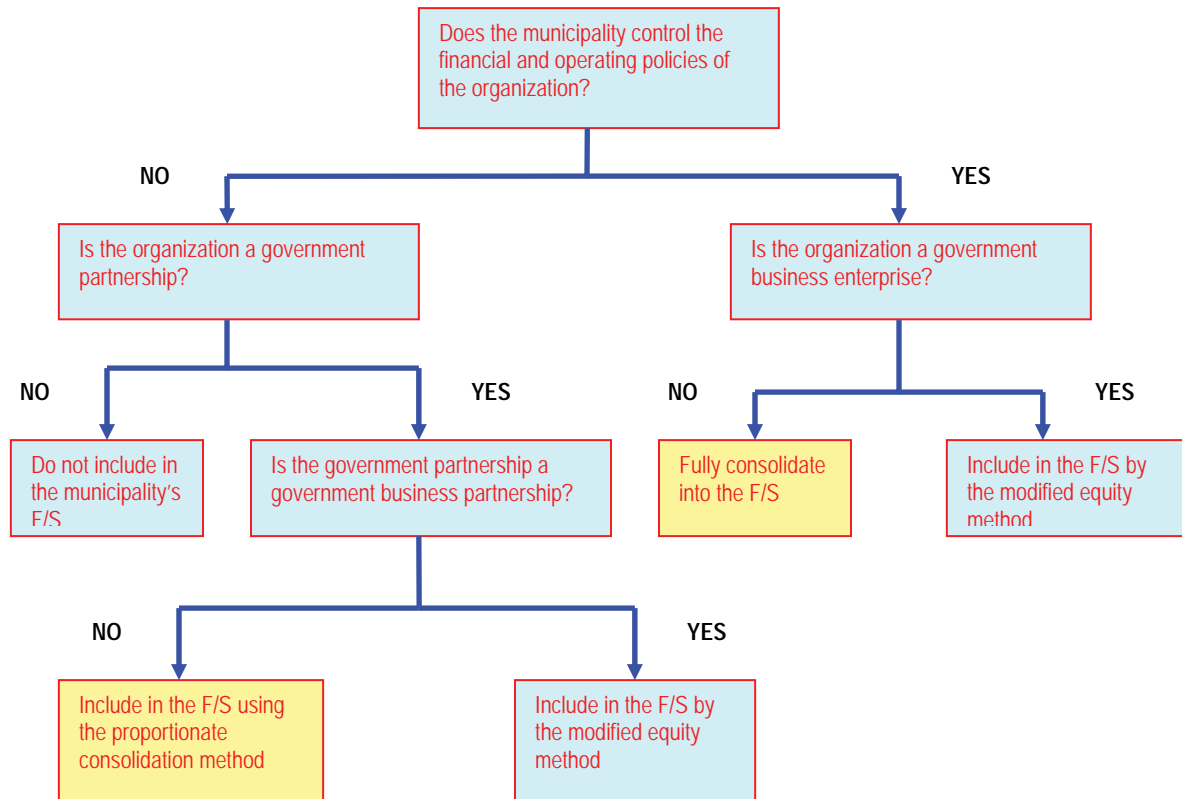 Does the municipality control the
financial and operating policies of
the organization?
NO
YES
Is the organization a government
partnership?
Is the organization a government
business enterprise?
NO
YES
NO
YES
Do not include in
the municipality's
F/S
Is the government partnership a
government business partnership?
Fully consolidate
into the F/S
Include in the F/S by
the modified equity
method
NO
YES
Include in the F/S using
the proportionate
consolidation method
Include in the F/S by
the modified equity
method